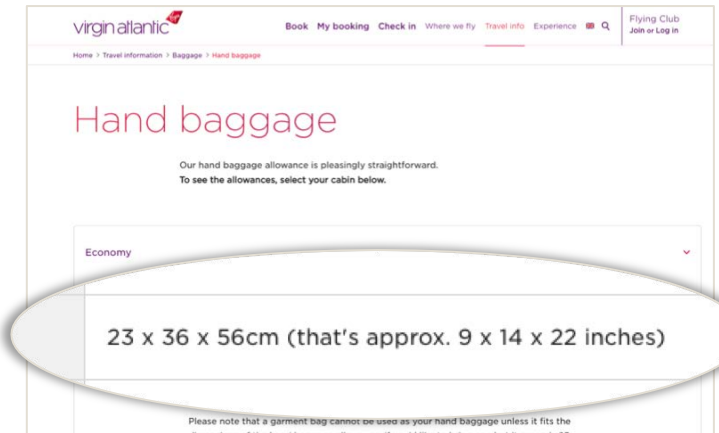 virgin atlantic
Book My booking Check in Where we fly Travel info Experience
Flying Club
Join or Log in
Home > Travel information > Baggage > Hand baggage
Hand baggage
Our hand baggage allowance is pleasingly straightforward.
To see the allowances, select your cabin below.
Economy
23 x 36 x 56cm (that's approx. 9 x 14 x 22 inches)
Please note that a garment bag cannot be used as your hand baggage unless it fits the